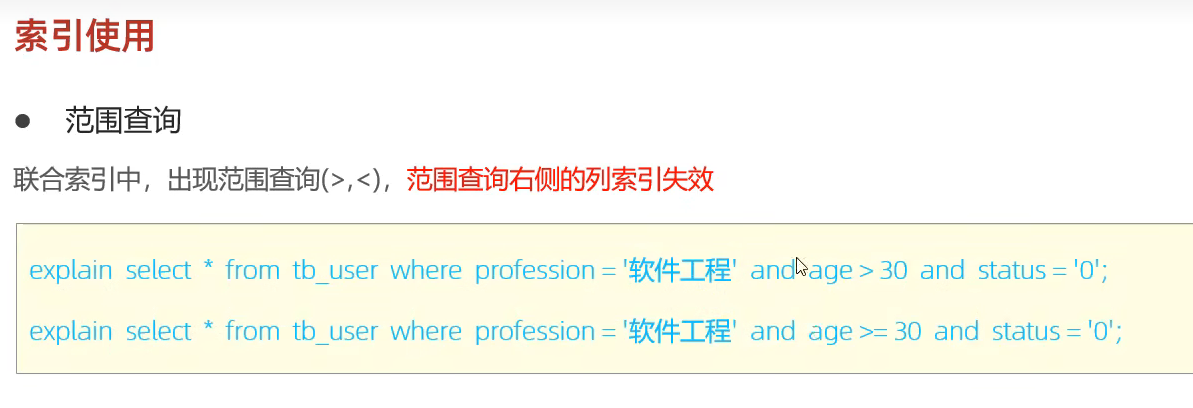 索引使用
● 范围查询
联合索引中，出现范围查询(>,<)，范围查询右侧的列索引失效
explain select * from tb_user where profession = '软件工程' and age > 30 and status = '0';
explain select * from tb_user where profession = '软件工程' and age >= 30 and status = '0';